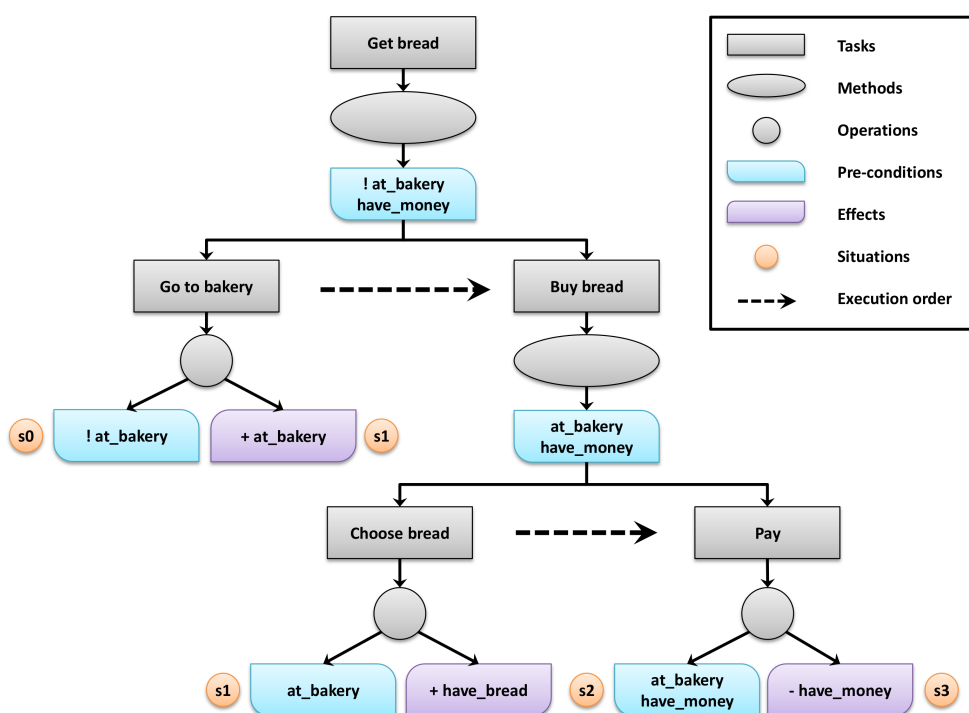 Get bread
! at_bakery
have_money
Go to bakery
Buy bread
s0
! at_bakery
+ at_bakery
s1
at_bakery
have_money
Choose bread
Pay
s1
at_bakery
+ have_bread
s2
at_bakery
have_money
- have_money
s3
Tasks
Methods
Operations
Pre-conditions
Effects
Situations
Execution order